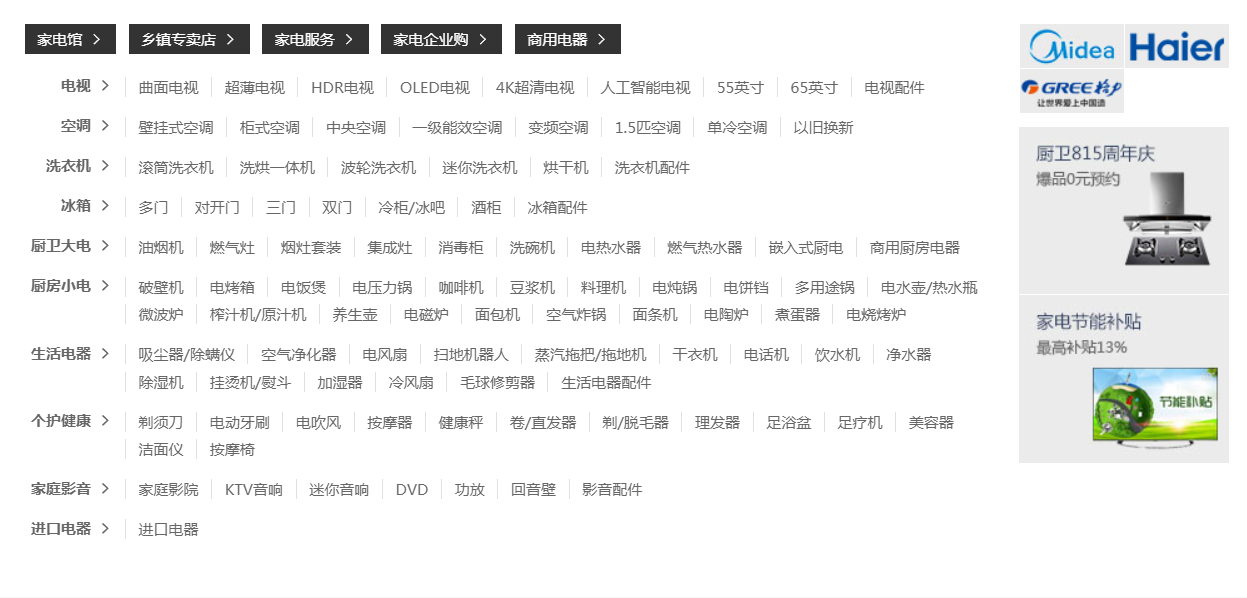 家电馆 乡镇专卖店 家电服务 家电企业购 商用电器
电视 曲面电视 超薄电视 HDR电视 OLED电视 4K超清电视 人工智能电视 55英寸 65英寸 电视配件
空调 壁挂式空调 柜式空调 中央空调 一级能效空调 变频空调 1.5匹空调 单冷空调 以旧换新
洗衣机 滚筒洗衣机 洗烘一体机 波轮洗衣机 迷你洗衣机 烘干机 洗衣机配件
冰箱 多门 对开门 三门 双门 冷柜/冰吧 酒柜 冰箱配件
厨卫大电 油烟机 燃气灶 烟灶套装 集成灶 消毒柜 洗碗机 电热水器 燃气热水器 嵌入式厨电 商用厨房电器
厨房小电 破壁机 电烤箱 电饭煲 电压力锅 咖啡机 豆浆机 料理机 电炖锅 电饼铛 多用途锅 电水壶/热水瓶
微波炉 榨汁机/原汁机 养生壶 电磁炉 面包机 空气炸锅 面条机 电陶炉 煮蛋器 电烧烤炉
生活电器 吸尘器/除螨仪 空气净化器 电风扇 扫地机器人 蒸汽拖把/拖地机 干衣机 电话机 饮水机 净水器
除湿机 挂烫机/熨斗 加湿器 冷风扇 毛球修剪器 生活电器配件
个护健康 剃须刀 电动牙刷 电吹风 按摩器 健康秤 卷/直发器 剃/脱毛器 理发器 足浴盆 足疗机 美容器
洁面仪 按摩椅
家庭影音 家庭影院 KTV音响 迷你音响 DVD 功放 回音壁 影音配件
进口电器 进口电器
Midea Haier
GREE格力
让世界爱上中国造
厨卫815周年庆
爆品0元预约
家电节能补贴
最高补贴13%
节能补贴